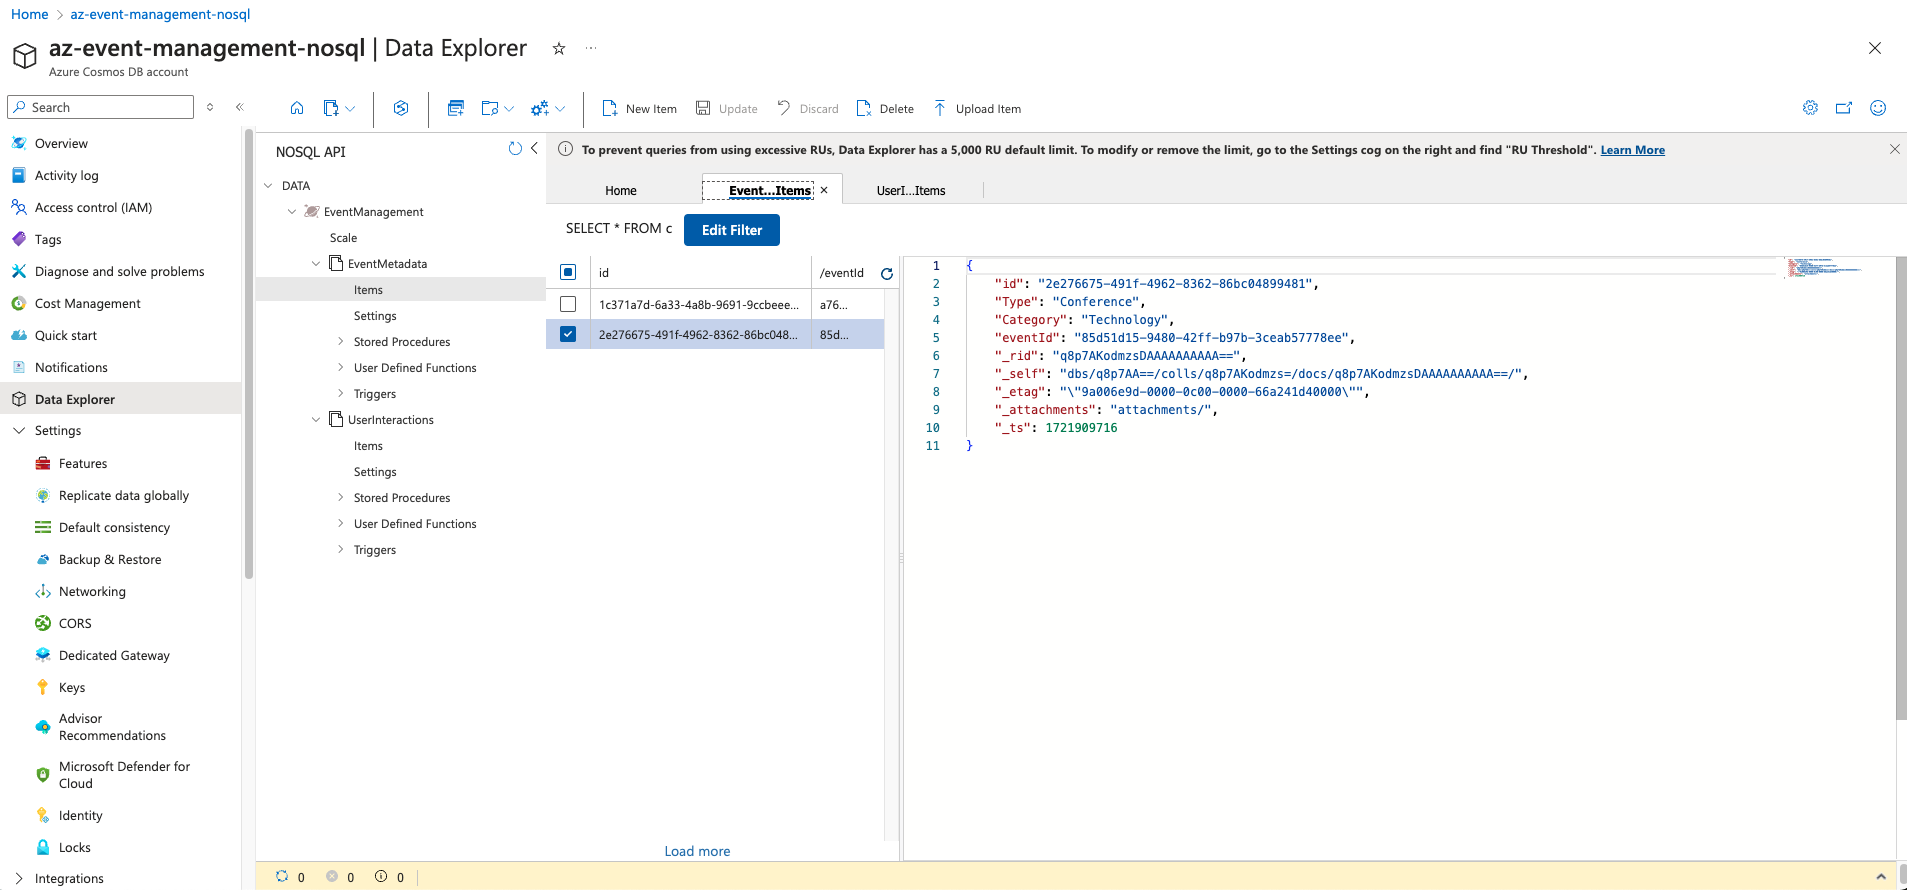 Home > az-event-management-nosql
az-event-management-nosql | Data Explorer
Azure Cosmos DB account
Search
Overview
Activity log
Access control (IAM)
Tags
Diagnose and solve problems
Cost Management
Quick start
Notifications
Data Explorer
Settings
Features
Replicate data globally
Default consistency
Backup & Restore
Networking
CORS
Dedicated Gateway
Keys
Advisor
Recommendations
Microsoft Defender for
Cloud
Identity
Locks
Integrations
New Item
Update
Discard
Delete
Upload Item
NOSQL API
DATA
EventManagement
Scale
EventMetadata
Items
Settings
Stored Procedures
User Defined Functions
Triggers
UserInteractions
Items
Settings
Stored Procedures
User Defined Functions
Triggers
To prevent queries from using excessive RUs, Data Explorer has a 5,000 RU default limit. To modify or remove the limit, go to the Settings cog on the right and find "RU Threshold". Learn More
Home
Event...Items
UserI...Items
SELECT * FROM c
Edit Filter
id /eventId
1c371a7d-6a33-4a8b-9691-9ccbeee... a76...
2e276675-491f-4962-8362-86bc048... 85d...
Load more
1 {
2 "id": "2e276675-491f-4962-8362-86bc04899481",
3 "Type": "Conference",
4 "Category": "Technology",
5 "eventId": "85d51d15-9480-42ff-b97b-3ceab57778ee",
6 "_rid": "q8p7AKodmzsDAAAAAAAAAA==",
7 "_self": "dbs/q8p7AA==/colls/q8p7AKodmzs=/docs/q8p7AKodmzsDAAAAAAAAAA==/",
8 "_etag": "\"9a006e9d-0000-0c00-0000-66a241d40000\"",
9 "_attachments": "attachments/",
10 "_ts": 1721909716
11 }
0 0 0